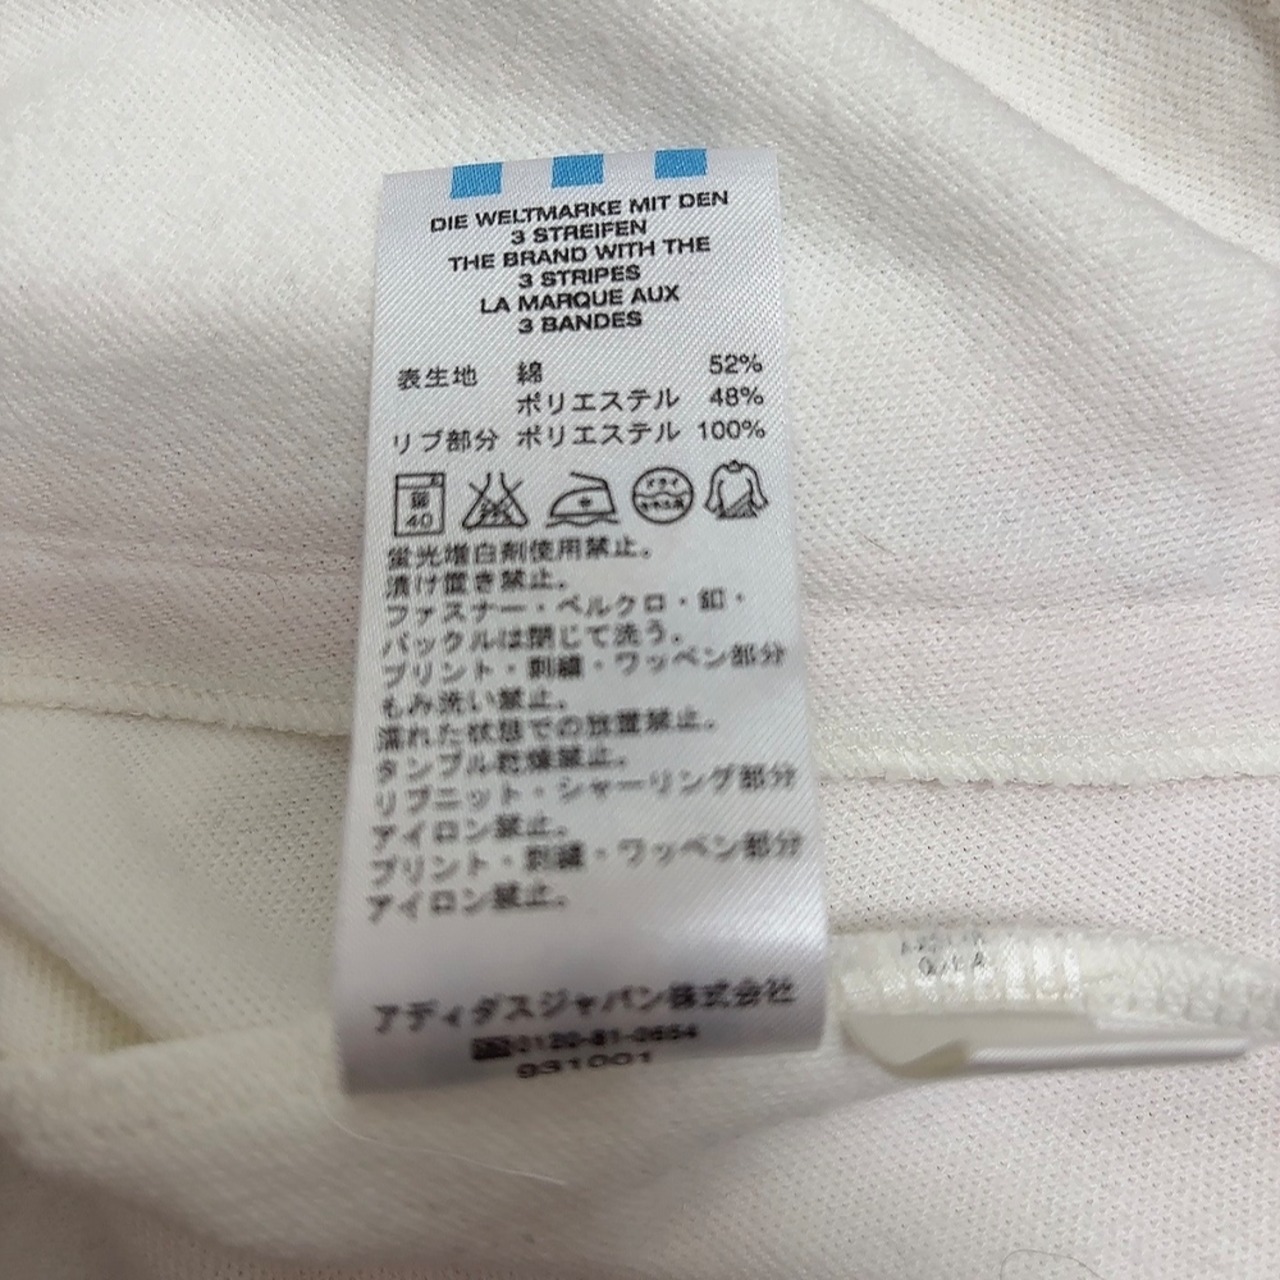 DIE WELTMARKE MIT DEN
3 STREIFEN
THE BRAND WITH THE
3 STRIPES
LA MARQUE AUX
3 BANDES
表生地 綿 52%
ポリエステル 48%
リブ部分 ポリエステル 100%
40
蛍光増白剤使用禁止。
漬け置き禁止。
ファスナー・ベルクロ・釦・
バックルは閉じて洗う。
プリント・刺繍・ワッペン部分
もみ洗い禁止。
濡れた状態での放置禁止。
タンブル乾燥禁止。
リブニット・シャーリング部分
アイロン禁止。
プリント・刺繍・ワッペン部分
アイロン禁止。
アディダスジャパン株式会社
0120-81-0654
931001